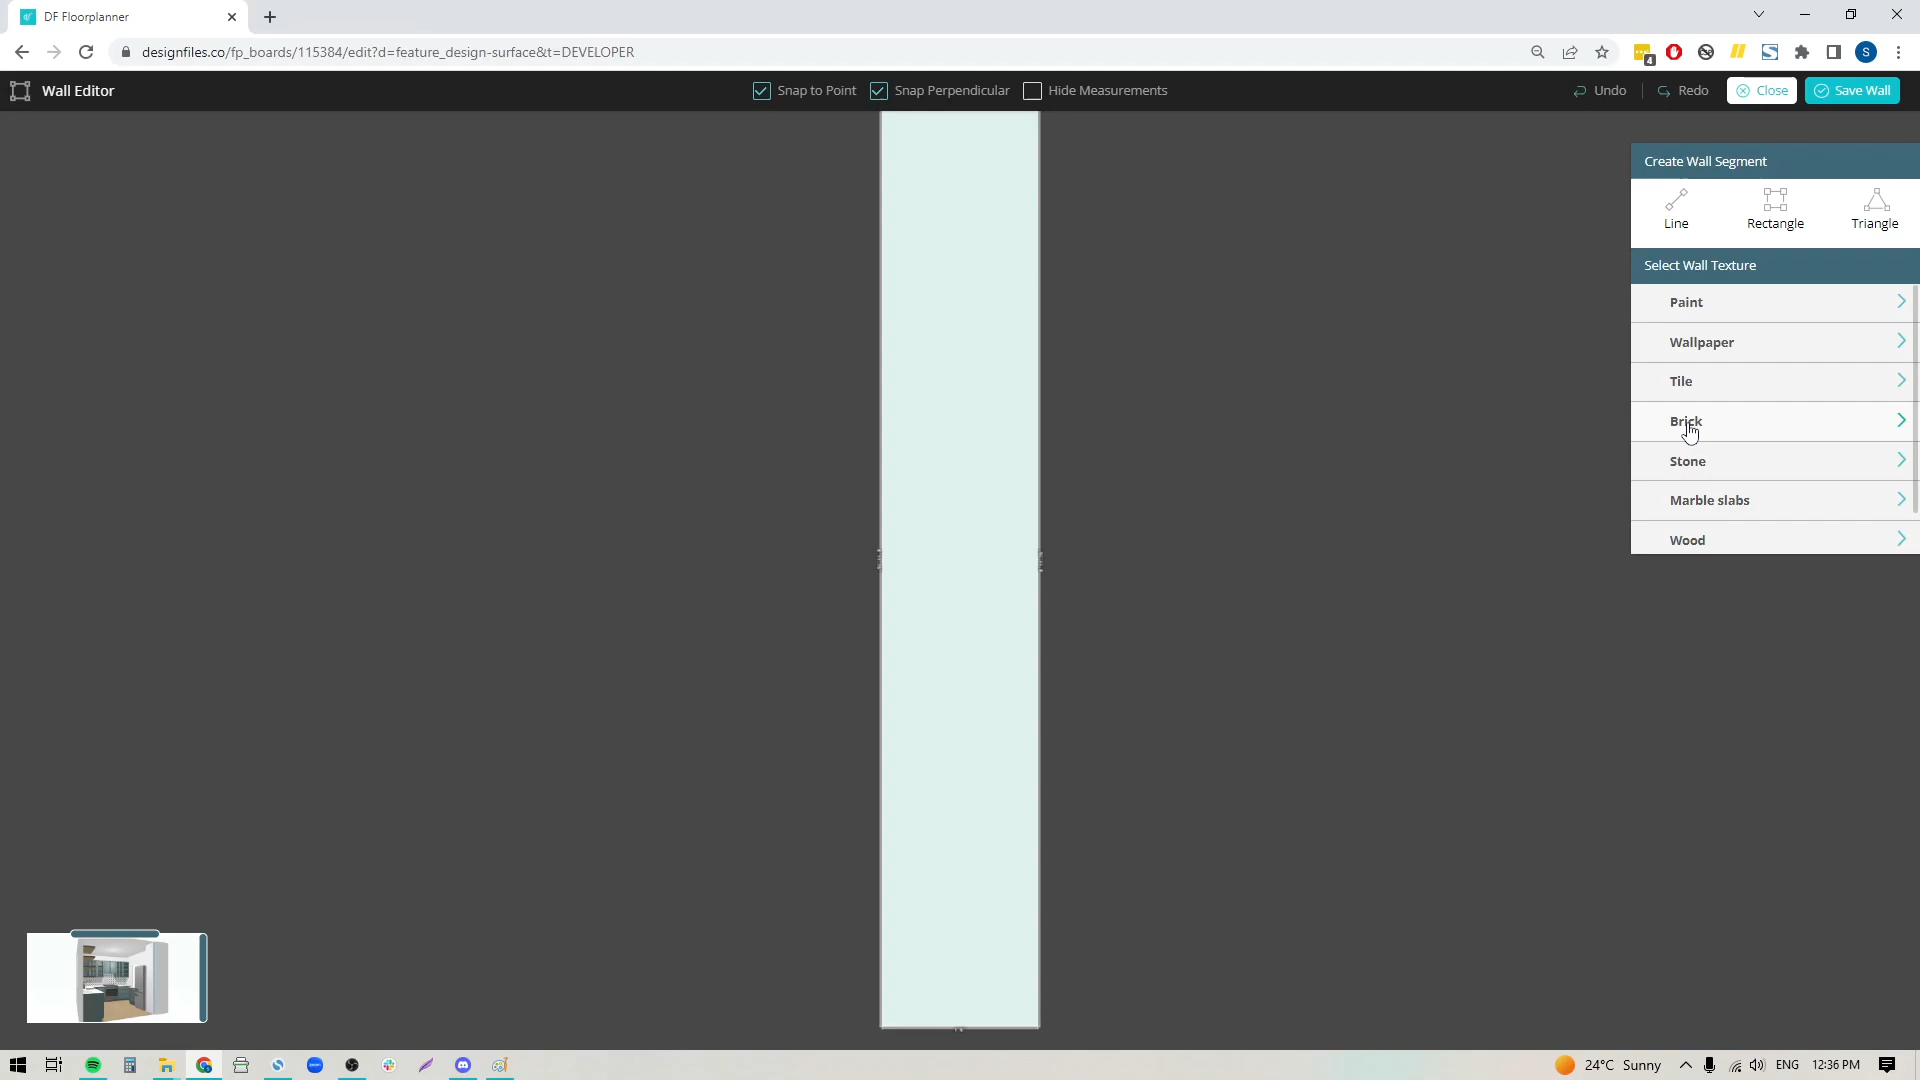 DF Floorplanner
designfiles.co/fp_boards/115384/edit?d=feature_design-surface&t=DEVELOPER
4
S
Wall Editor
Snap to Point
Snap Perpendicular
Hide Measurements
Undo
Redo
Close
Save Wall
Create Wall Segment
Line
Rectangle
Triangle
Select Wall Texture
Paint
Wallpaper
Tile
Brick
Stone
Marble slabs
Wood
24°C Sunny
ENG
12:36 PM